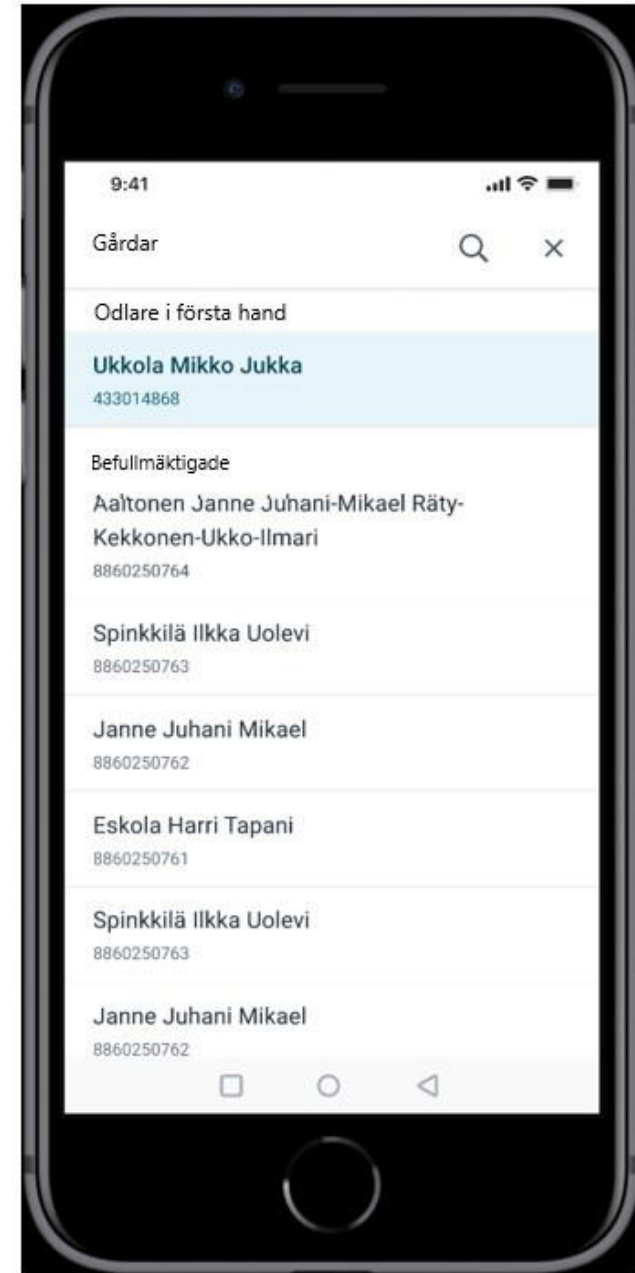 9:41
Gårdar
Odlare i första hand
Ukkola Mikko Jukka
433014868
Befullmäktigade
Aaltonen Janne Juhani-Mikael Räty-
Kekkonen-Ukko-Ilmari
8860250764
Spinkkilä Ilkka Uolevi
8860250763
Janne Juhani Mikael
8860250762
Eskola Harri Tapani
8860250761
Spinkkilä Ilkka Uolevi
8860250763
Janne Juhani Mikael
8860250762